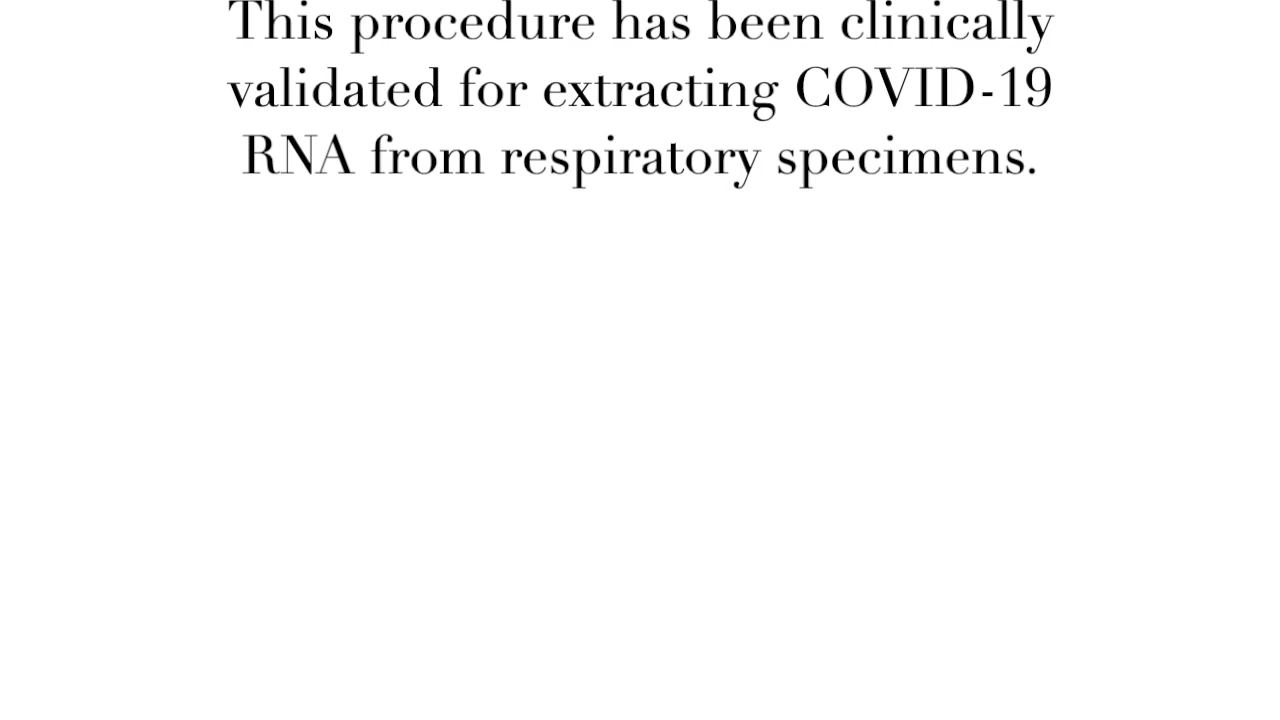 This procedure has been clinically
validated for extracting COVID-19
RNA from respiratory specimens.